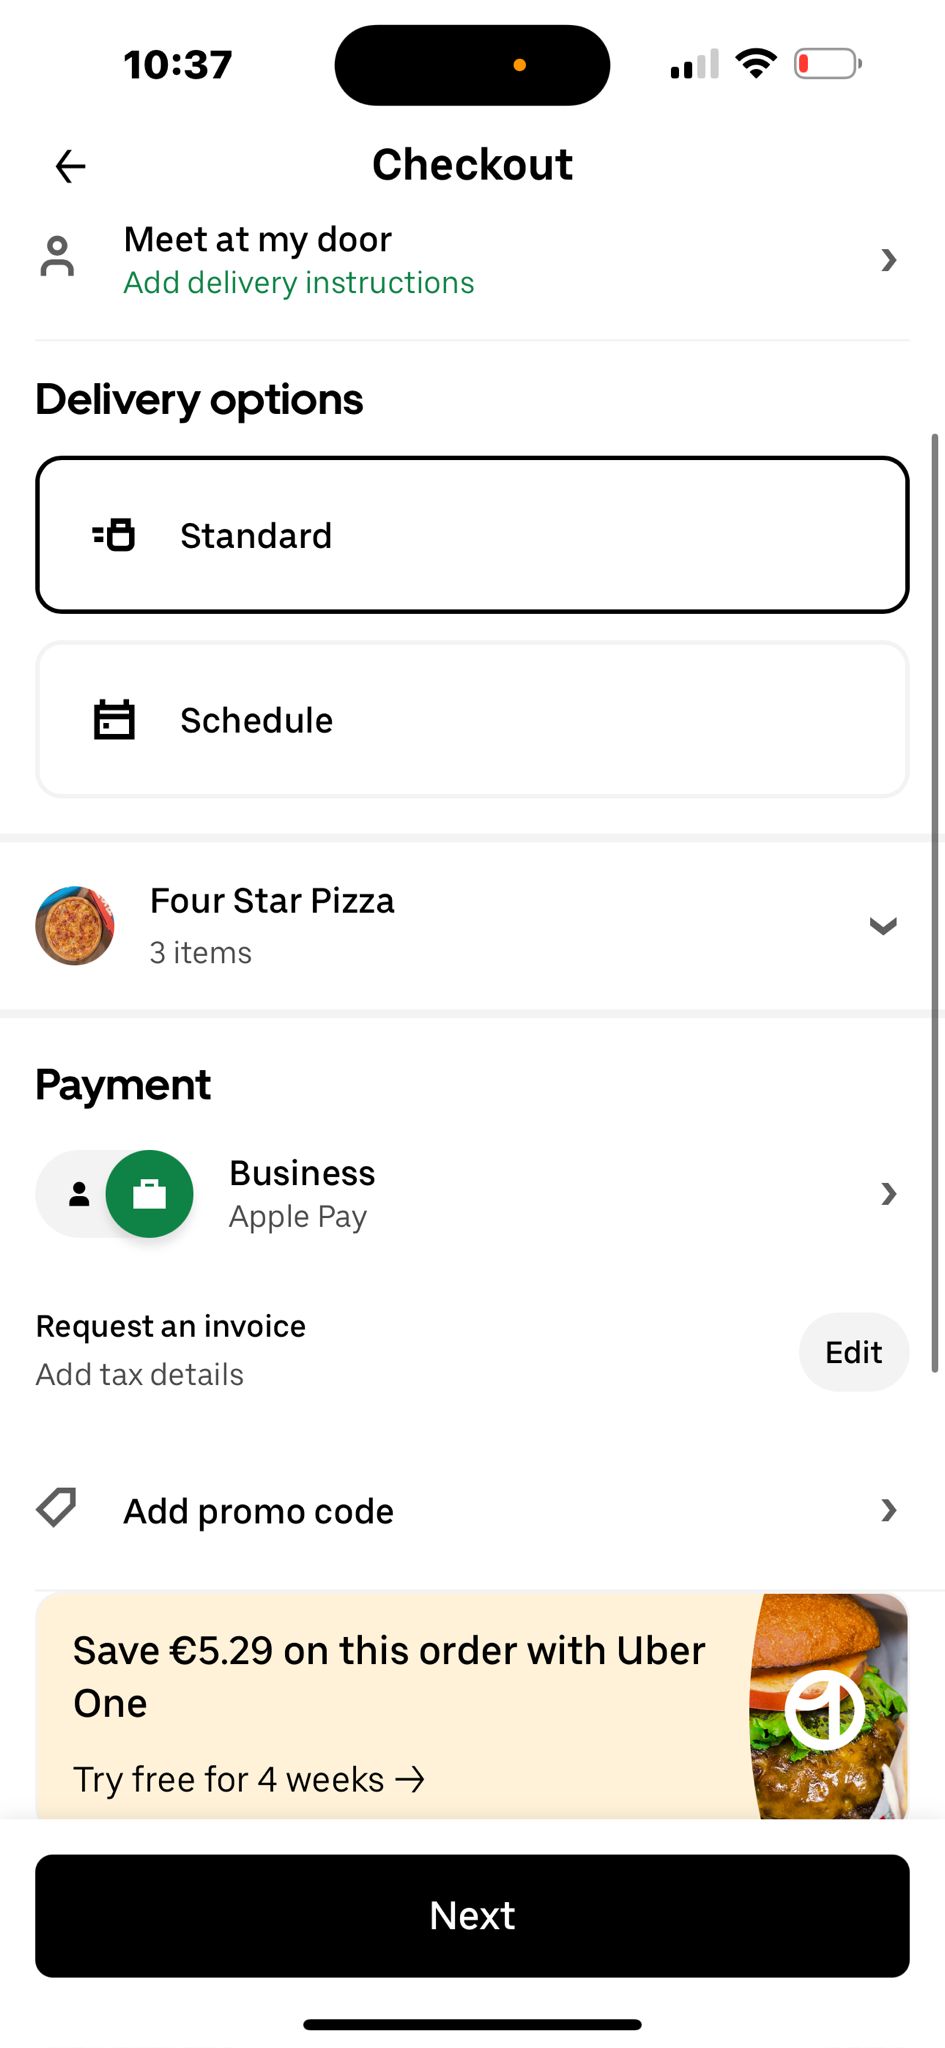 10:37
Checkout
Meet at my door
Add delivery instructions
Delivery options
Standard
Schedule
Four Star Pizza
3 items
Payment
Business
Apple Pay
Request an invoice
Add tax details
Edit
Add promo code
Save €5.29 on this order with Uber
One
Try free for 4 weeks →
Next